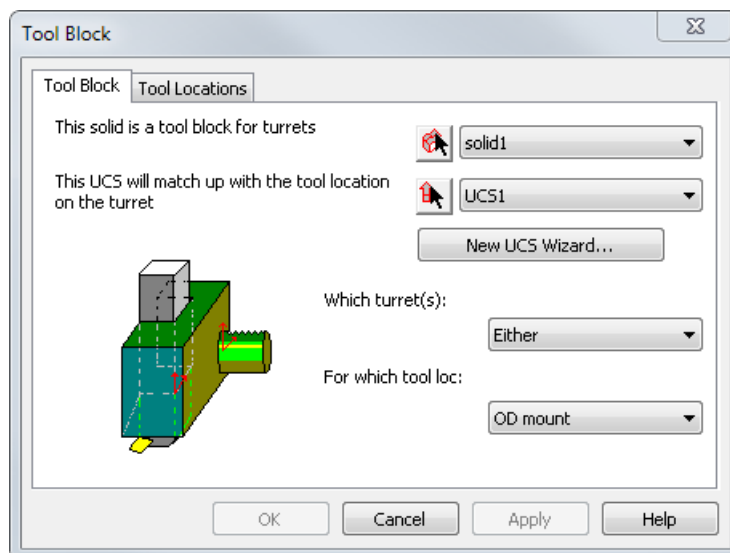 Tool Block
Tool Block
Tool Locations
This solid is a tool block for turrets
solid1
This UCS will match up with the tool location
on the turret
UCS1
New UCS Wizard...
Which turret(s):
Either
For which tool loc:
OD mount
OK
Cancel
Apply
Help